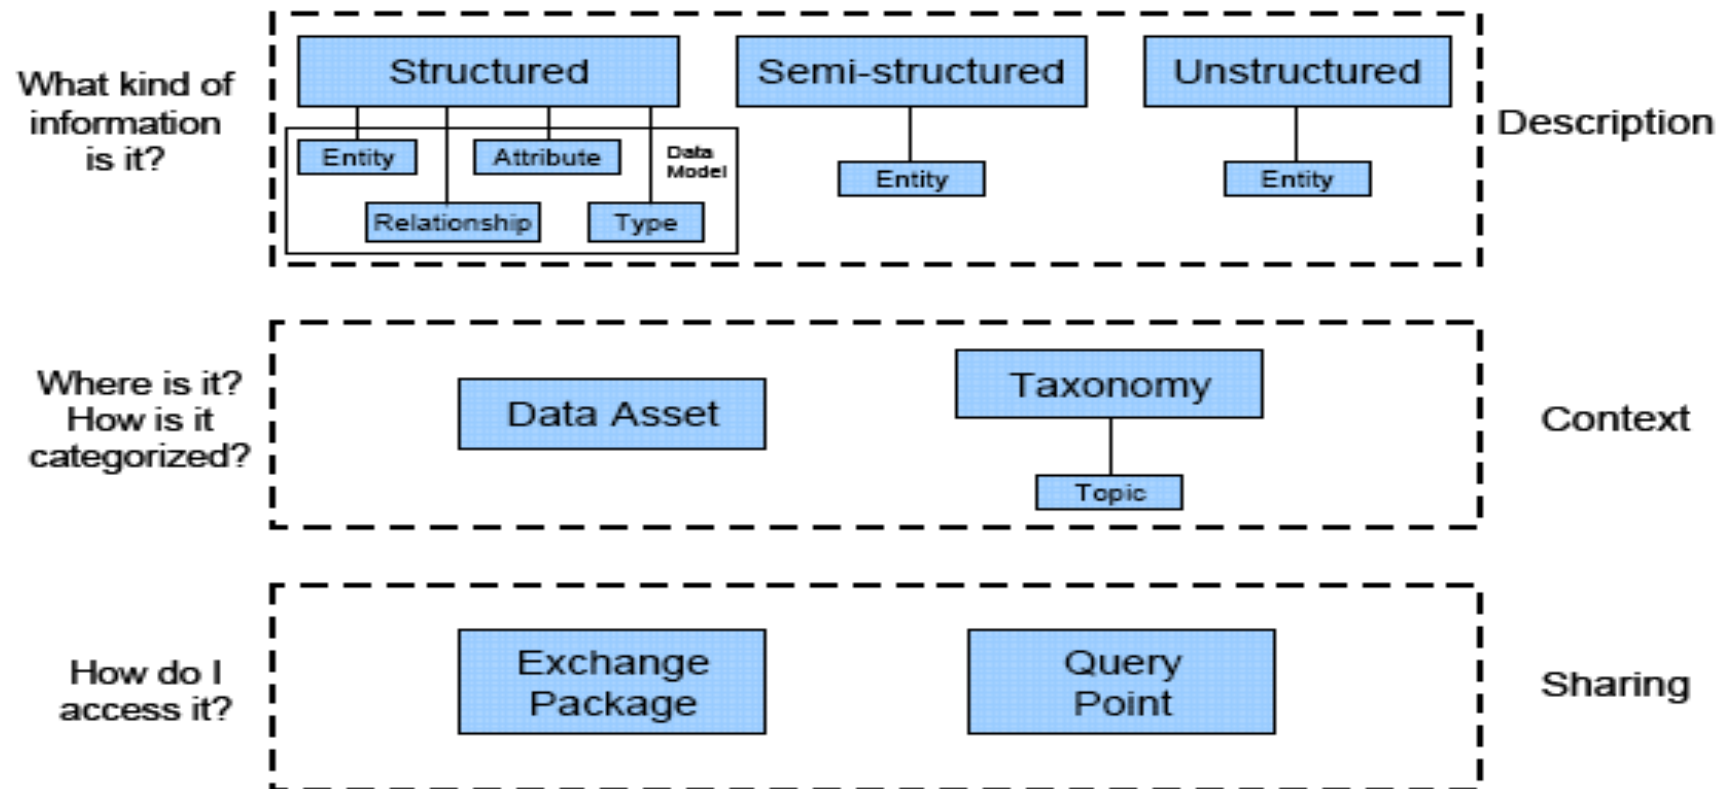 What kind of
information
is it?
Structured
Semi-structured
Unstructured
Description
Entity
Attribute
Data
Model
Relationship
Type
Entity
Entity
Where is it?
How is it
categorized?
Data Asset
Taxonomy
Topic
Context
How do I
access it?
Exchange
Package
Query
Point
Sharing